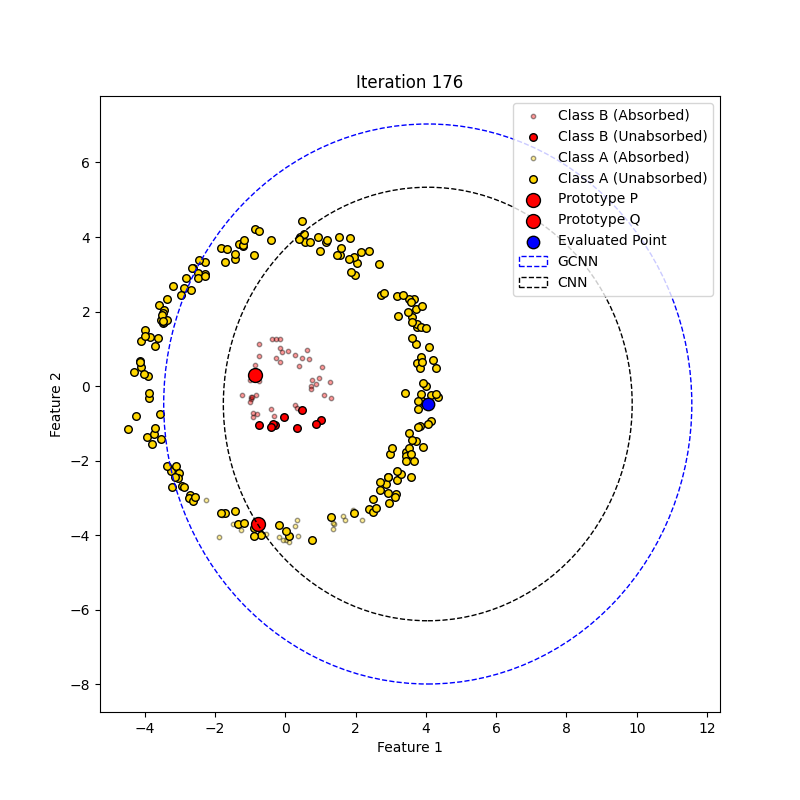 Iteration 176
Class B (Absorbed)
Class B (Unabsorbed)
Class A (Absorbed)
Class A (Unabsorbed)
Prototype P
Prototype Q
Evaluated Point
GCNN
CNN
6
4
2
0
−2
−4
−6
−8
Feature 2
−4 −2 0 2 4 6 8 10 12
Feature 1